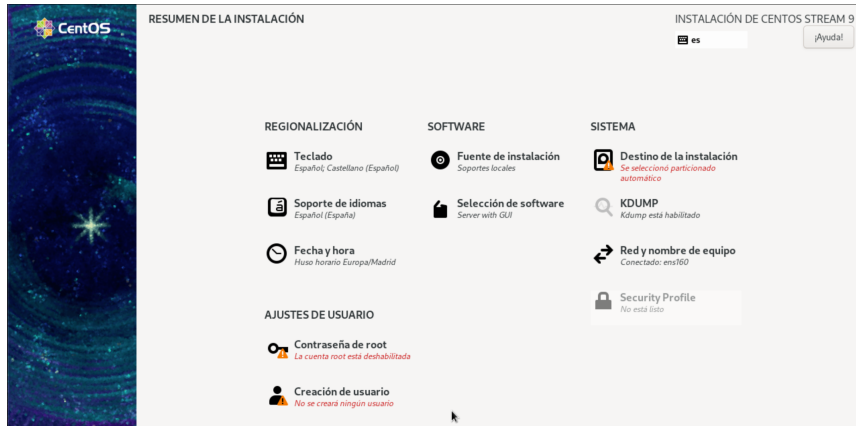 CentOS
RESUMEN DE LA INSTALACIÓN
INSTALACIÓN DE CENTOS STREAM 9
es
¡Ayuda!
REGIONALIZACIÓN
Teclado
Español; Castellano (Español)
Soporte de idiomas
Español (España)
Fecha y hora
Huso horario Europa/Madrid
AJUSTES DE USUARIO
Contraseña de root
La cuenta root está deshabilitada
Creación de usuario
No se creará ningún usuario
SOFTWARE
Fuente de instalación
Soportes locales
Selección de software
Server with GUI
SISTEMA
Destino de la instalación
Se seleccionó particionado
automático
KDUMP
Kdump está habilitado
Red y nombre de equipo
Conectado: ens160
Security Profile
No está listo